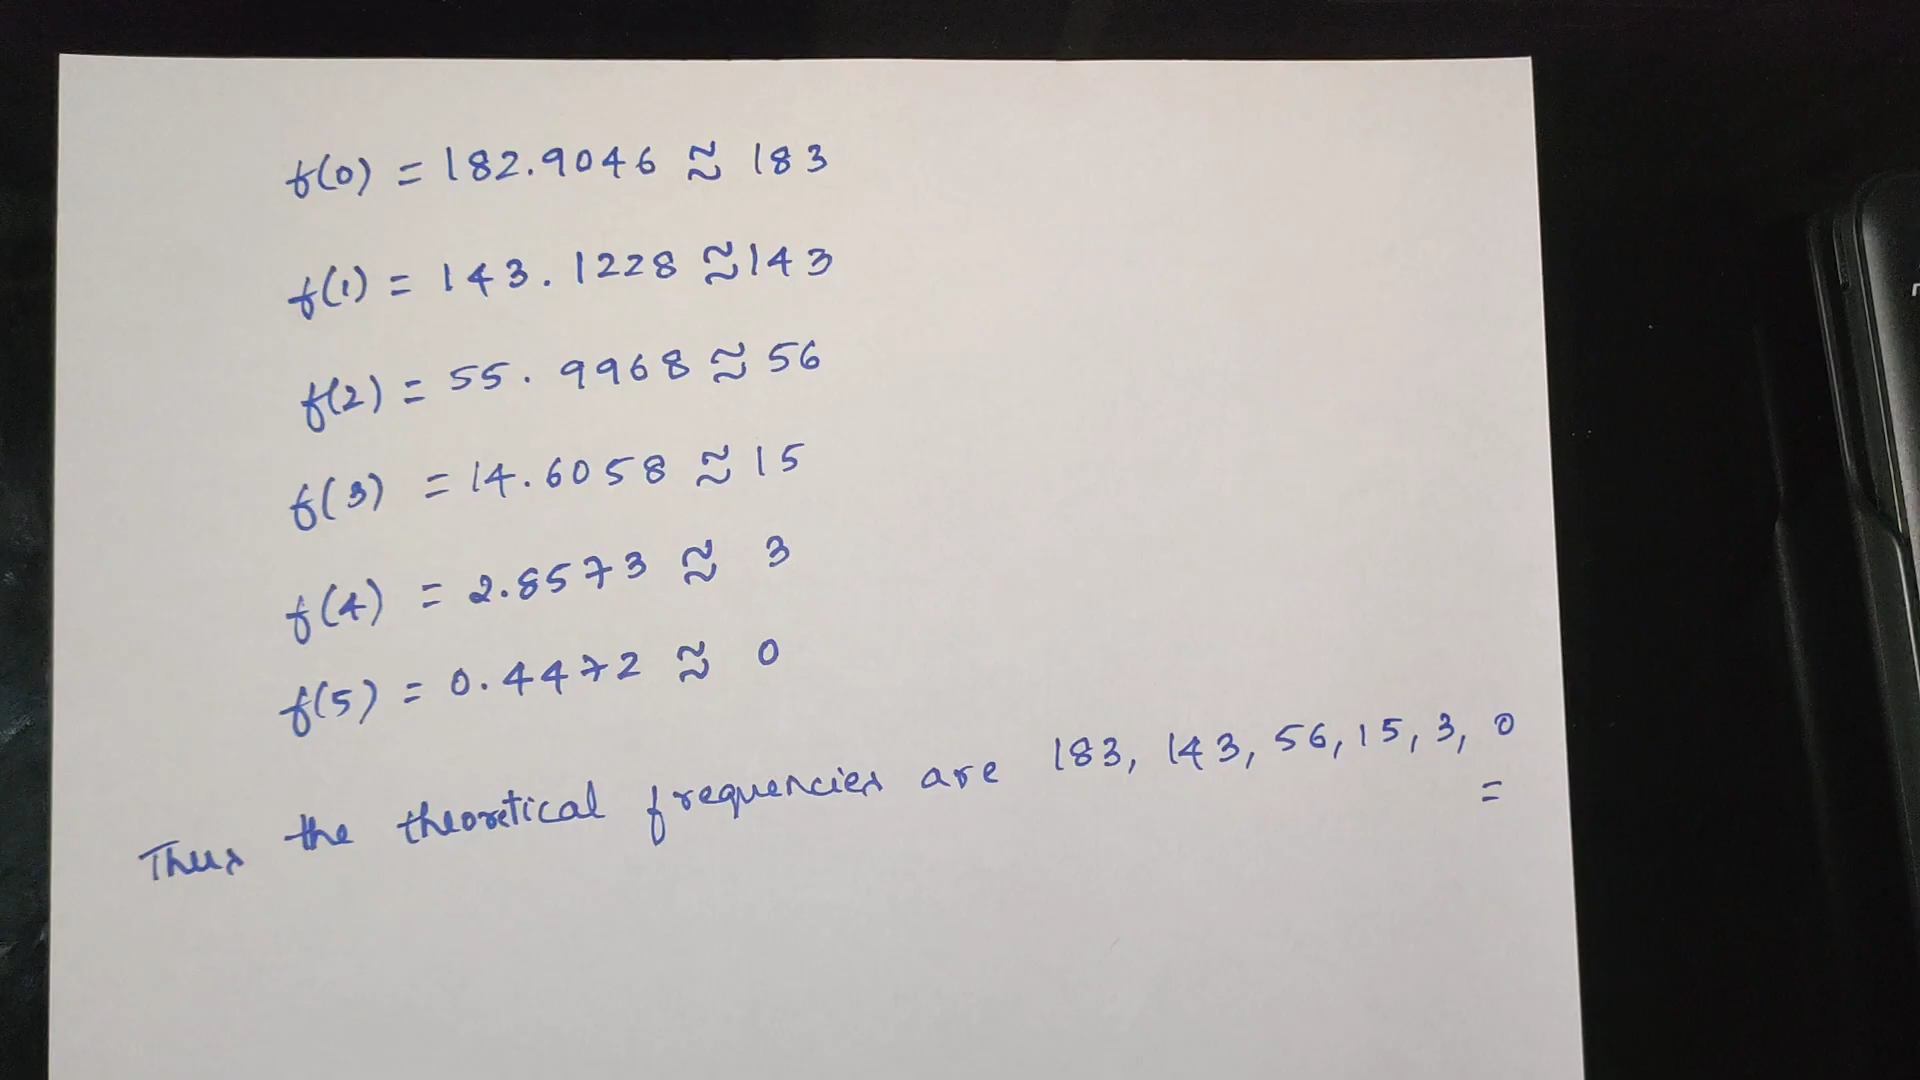 f(0) = 182.9046 ≈ 183
f(1) = 143.1228 ≈ 143
f(2) = 55.9968 ≈ 56
f(3) = 14.6058 ≈ 15
f(4) = 2.8573 ≈ 3
f(5) = 0.4472 ≈ 0
Thus the theoretical frequencies are 183, 143, 56, 15, 3, 0
=